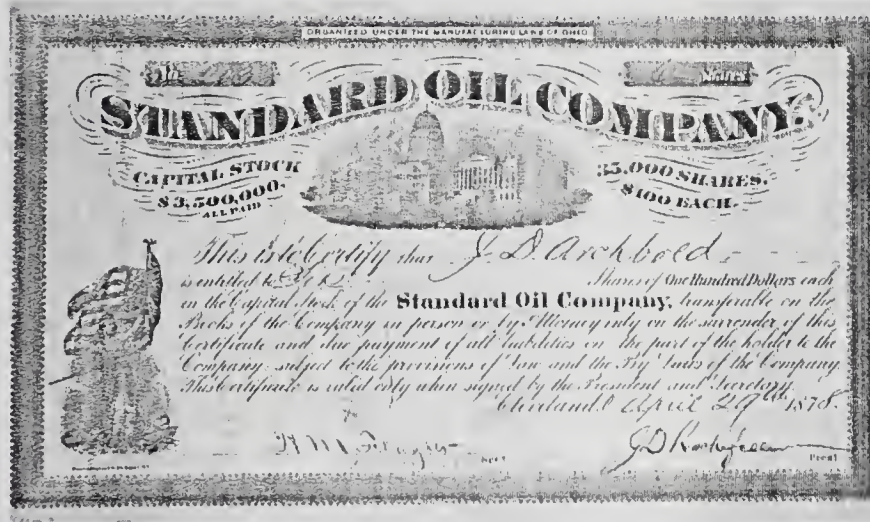 ORGANIZED UNDER THE MANUFACTURING LAWS OF OHIO
No.
Shares
STANDARD OIL COMPANY.
CAPITAL STOCK
$3,500,000.
ALL PAID
35,000 SHARES.
$100 EACH.
This is to Certify that J. D. Archbold
is entitled to Shares of One Hundred Dollars each
in the Capital Stock of the Standard Oil Company, transferable on the
Books of the Company in person or by Attorney only on the surrender of this
Certificate and due payment of all liabilities on the part of the holder to the
Company, subject to the provisions of Law and the By Laws of the Company.
This Certificate is valid only when signed by the President and Secretary.
Cleveland, O April 29th 1878.
H M Flagler Secy
J D Rockefeller Prest